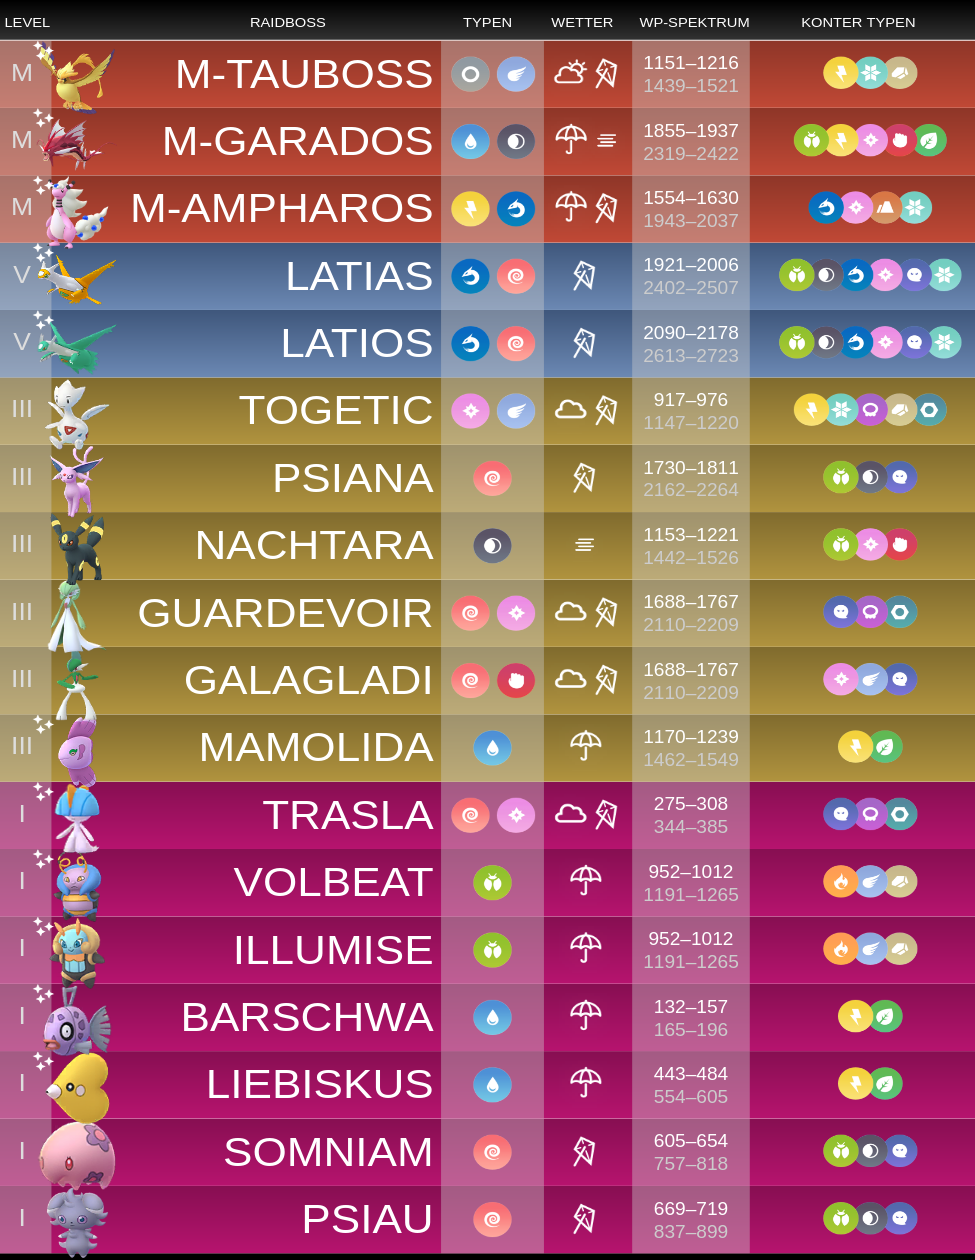 LEVEL RAIDBOSS TYPEN WETTER WP-SPEKTRUM KONTER TYPEN
M M-TAUBOSS 1151–1216
1439–1521
M M-GARADOS 1855–1937
2319–2422
M M-AMPHAROS 1554–1630
1943–2037
V LATIAS 1921–2006
2402–2507
V LATIOS 2090–2178
2613–2723
III TOGETIC 917–976
1147–1220
III PSIANA 1730–1811
2162–2264
III NACHTARA 1153–1221
1442–1526
III GUARDEVOIR 1688–1767
2110–2209
III GALAGLADI 1688–1767
2110–2209
III MAMOLIDA 1170–1239
1462–1549
I TRASLA 275–308
344–385
I VOLBEAT 952–1012
1191–1265
I ILLUMISE 952–1012
1191–1265
I BARSCHWA 132–157
165–196
I LIEBISKUS 443–484
554–605
I SOMNIAM 605–654
757–818
I PSIAU 669–719
837–899